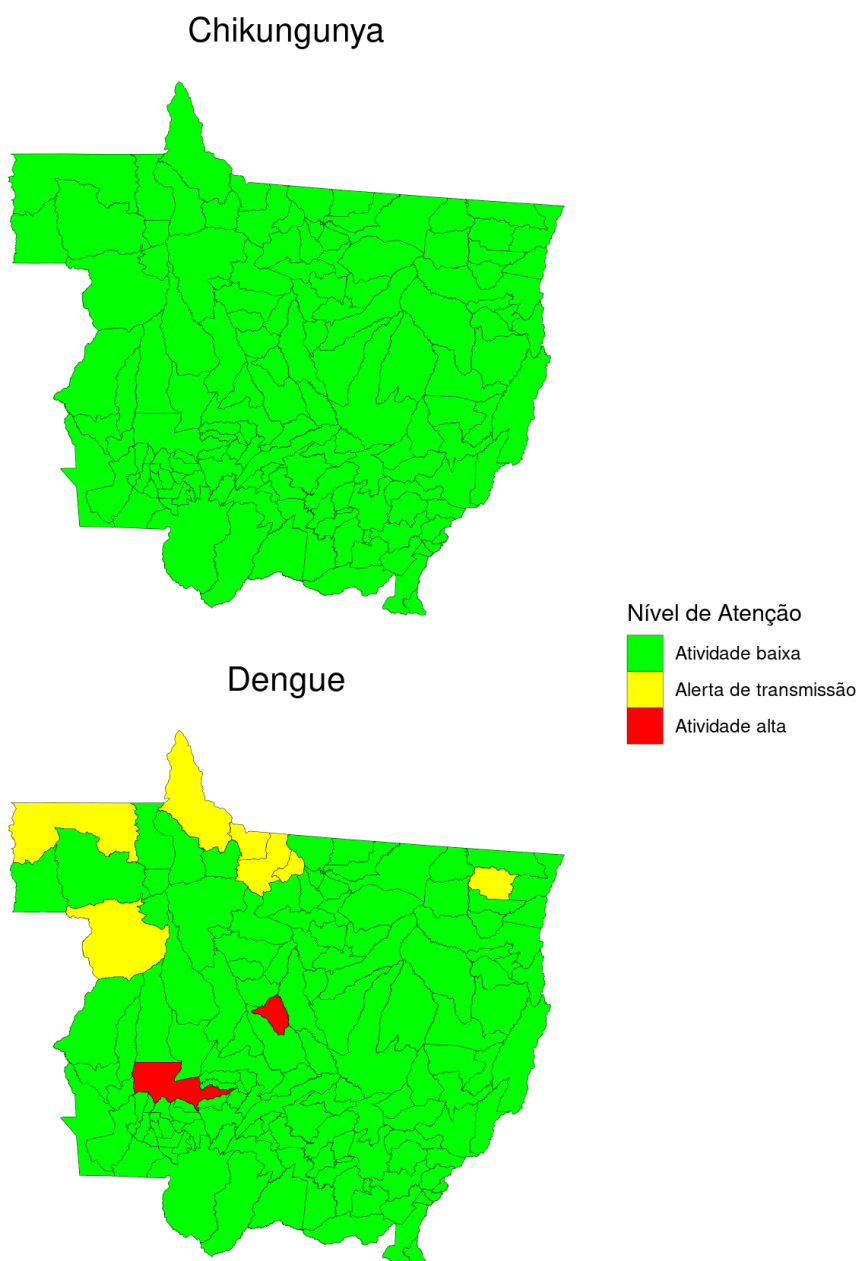 Chikungunya
Nível de Atenção
Atividade baixa
Alerta de transmissão
Atividade alta
Dengue